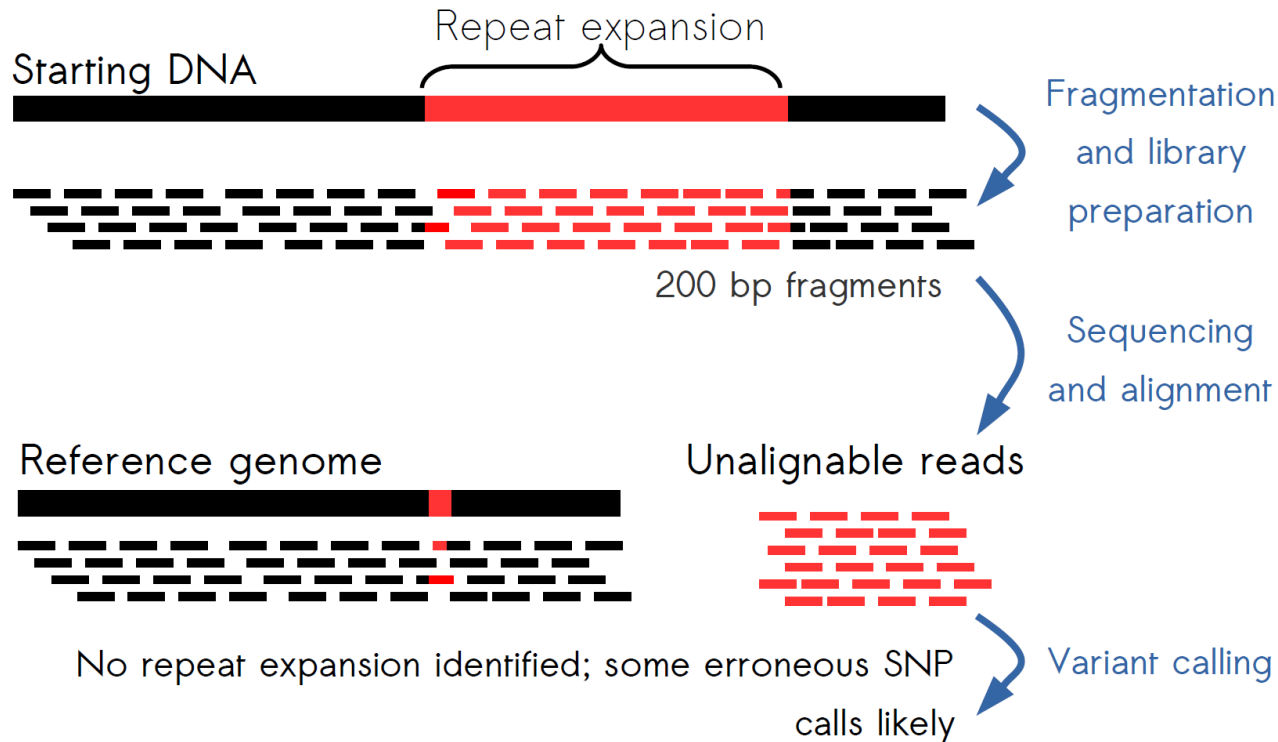 Repeat expansion
Starting DNA
Fragmentation
and library
preparation
200 bp fragments
Sequencing
and alignment
Reference genome
Unalignable reads
No repeat expansion identified; some erroneous SNP
calls likely
Variant calling